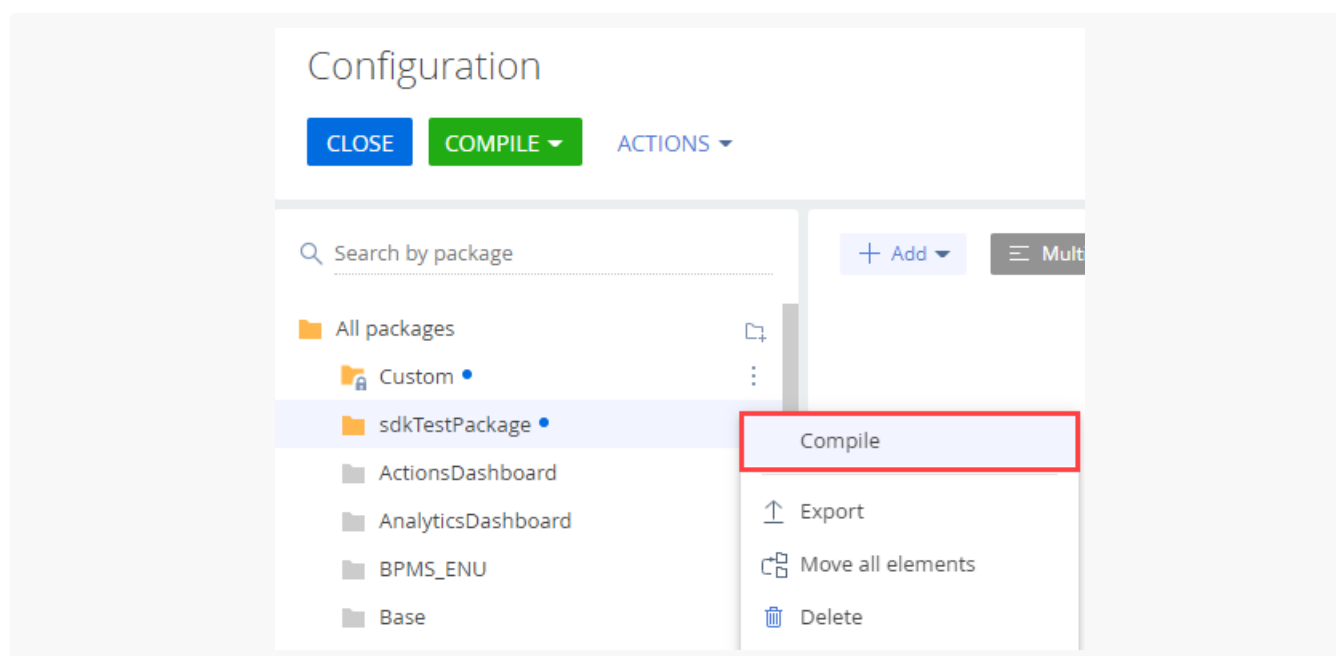 Configuration
CLOSE COMPILE ACTIONS
Search by package
+ Add Mult
All packages
Custom
sdkTestPackage
Compile
ActionsDashboard
Export
AnalyticsDashboard
Move all elements
BPMS_ENU
Delete
Base